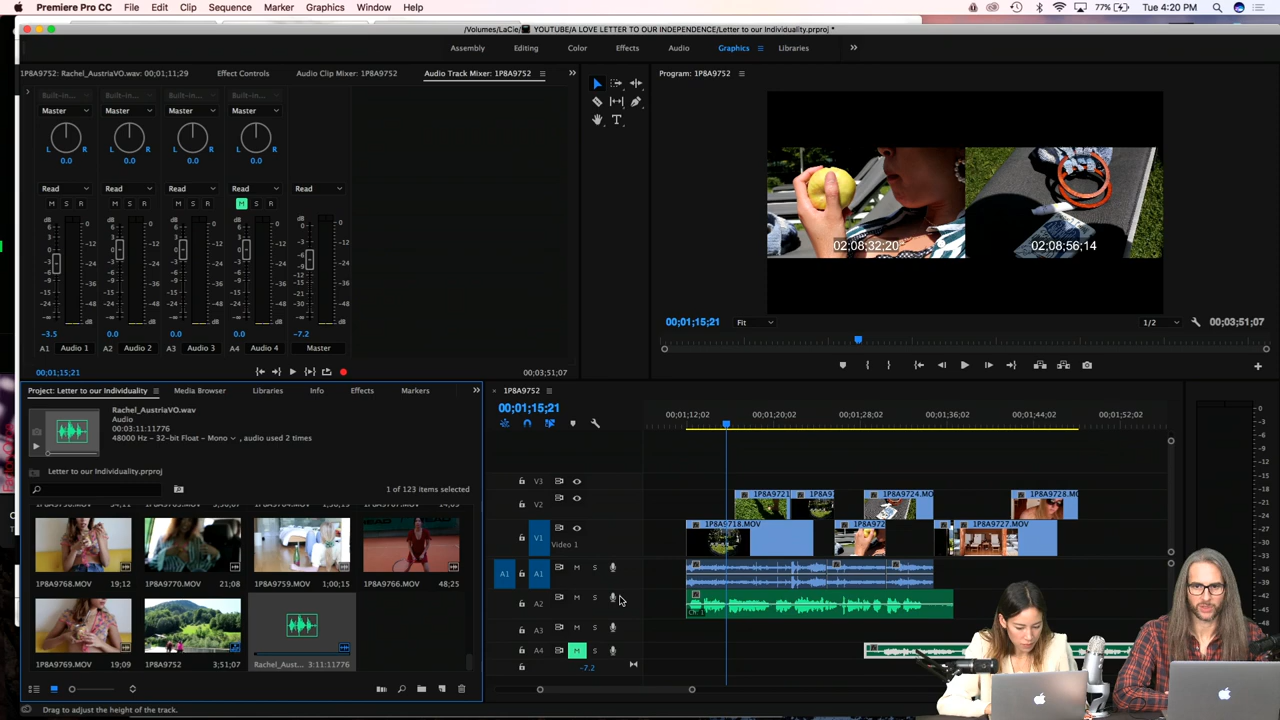 Premiere Pro CC File Edit Clip Sequence Marker Graphics Window Help 77% Tue 4:20 PM
/Volumes/LaCie/ YOUTUBE/A LOVE LETTER TO OUR INDEPENDENCE/Letter to our Individuality.prproj *
Assembly Editing Color Effects Audio Graphics Libraries
1P8A9752: Rachel_AustriaVO.wav: 00;01;11;29 Effect Controls Audio Clip Mixer: 1P8A9752 Audio Track Mixer: 1P8A9752
Program: 1P8A9752
Built-in... Built-in... Built-in... Built-in...
Master Master Master Master
L R L R L R L R
0.0 0.0 0.0 0.0
Read Read Read Read Read
M S R M S R M S R M S R
-3.5 0.0 0.0 0.0 -7.2
A1 Audio 1 A2 Audio 2 A3 Audio 3 A4 Audio 4 Master
00;01;15;21 00;03;51;07
02;08;32;20 02;08;56;14
00;01;15;21 Fit 1/2 00;03;51;07
Project: Letter to our Individuality Media Browser Libraries Info Effects Markers
Rachel_AustriaVO.wav
Audio
00:03:11:11776
48000 Hz - 32-bit Float - Mono , audio used 2 times
Letter to our Individuality.prproj
1 of 123 items selected
1P8A9768.MOV 19;12 1P8A9770.MOV 21;08 1P8A9759.MOV 1;00;15 1P8A9766.MOV 48;25
1P8A9769.MOV 19;09 1P8A9752 3;51;07 Rachel_Aust... 3:11:11776
1P8A9752
00;01;15;21
00;01;12;02 00;01;20;02 00;01;28;02 00;01;36;02 00;01;44;02 00;01;52;02
V3
V2 1P8A9721 1P8A9 1P8A9724.MO 1P8A9728.MO
V1 V1 Video 1 1P8A9718.MOV 1P8A972 1P8A9727.MOV
A1 A1 M S
A2 M S
A3 M S
A4 M S
-7.2
Drag to adjust the height of the track.